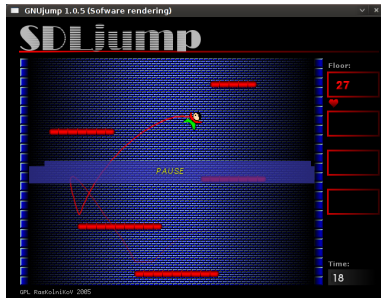 GNUjump 1.0.5 (Sofware rendering)
SDLjump
Floor:
27
PAUSE
Time:
18
GPL RasKolniKoV 2005